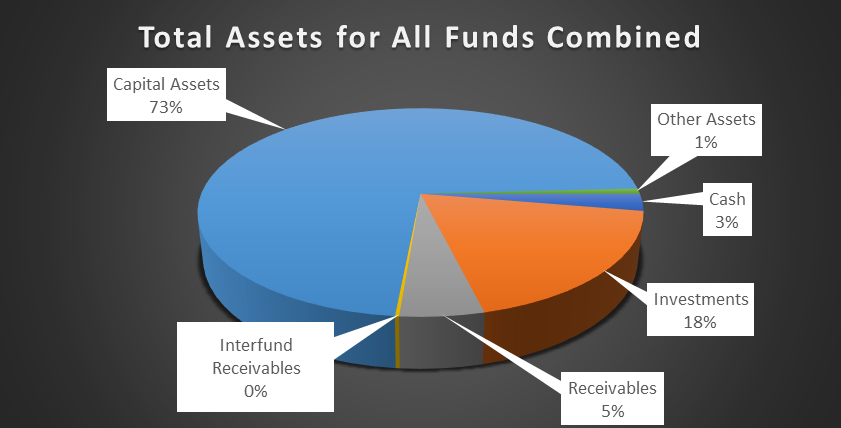 Total Assets for All Funds Combined
Capital Assets
73%
Other Assets
1%
Cash
3%
Investments
18%
Receivables
5%
Interfund
Receivables
0%